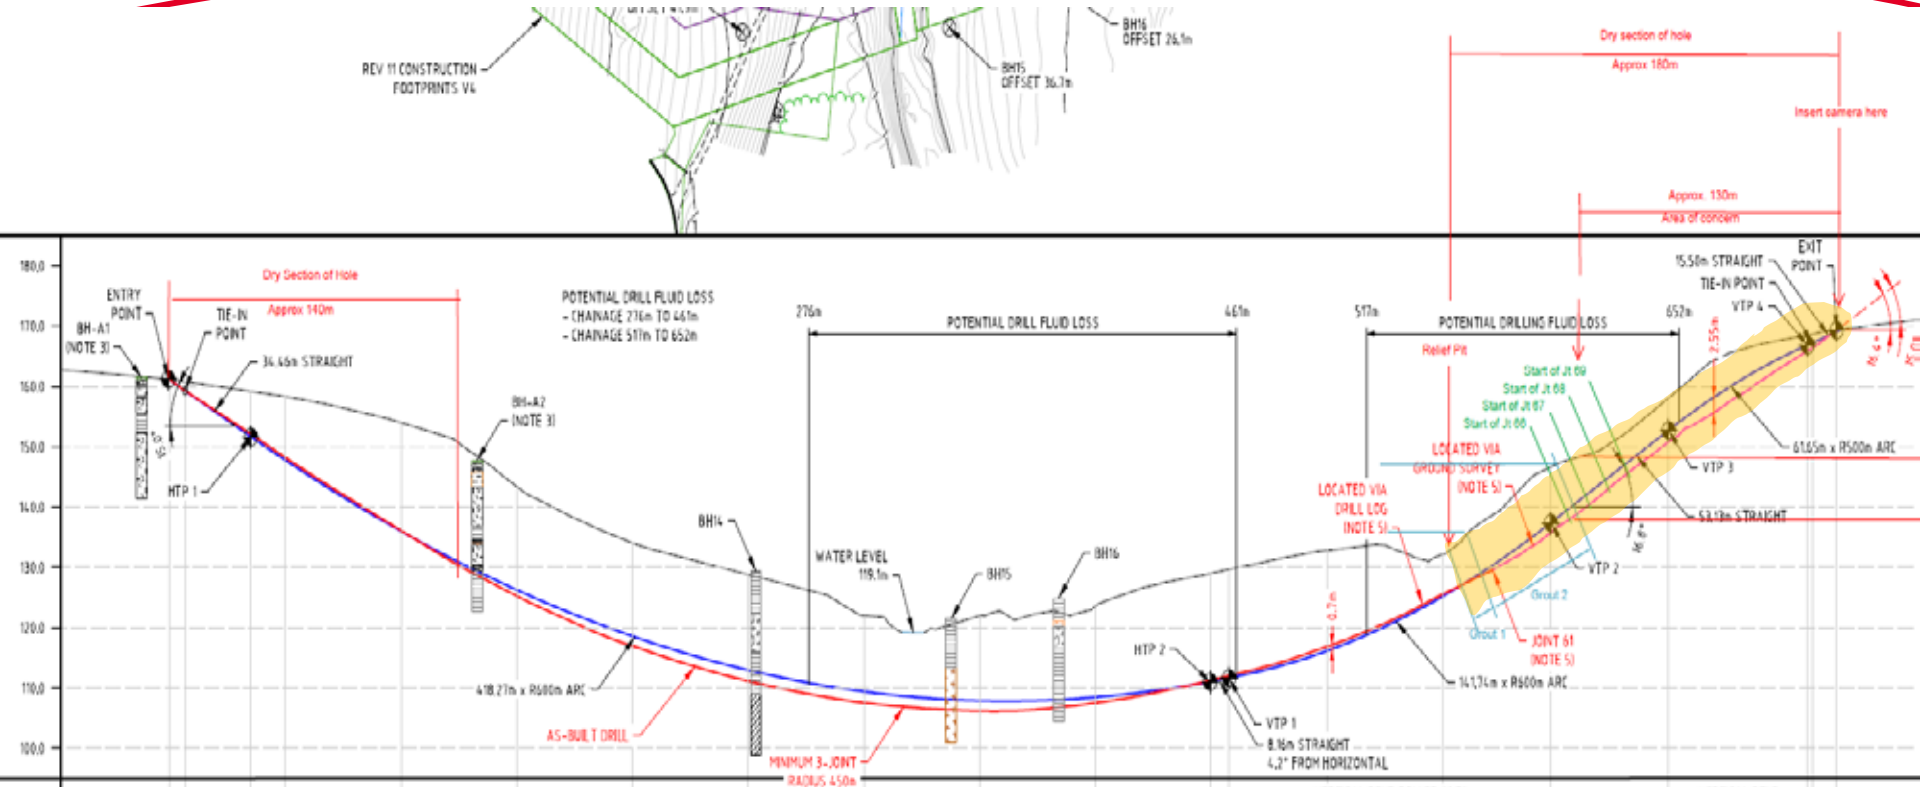 BH16
OFFSET 26.1m
REV 11 CONSTRUCTION
FOOTPRINTS V4
BH15
OFFSET 36.7m
Dry section of hole
Approx 180m
Insert camera here
Approx. 130m
Area of concern
180.0
170.0
160.0
150.0
140.0
130.0
120.0
110.0
100.0
ENTRY
POINT
BH-A1
(NOTE 3)
TIE-IN
POINT
Dry Section of Hole
Approx 140m
34.46m STRAIGHT
HTP 1
BH-A2
(NOTE 3)
POTENTIAL DRILL FLUID LOSS
- CHAINAGE 276m TO 461m
- CHAINAGE 517m TO 652m
276m
POTENTIAL DRILL FLUID LOSS
461m
517m
POTENTIAL DRILLING FLUID LOSS
652m
Relief Pit
15.50m STRAIGHT
TIE-IN POINT
VTP 4
EXIT
POINT
2.55m
16.4°
Start of Jt 69
Start of Jt 68
Start of Jt 67
Start of Jt 66
LOCATED VIA
GROUND SURVEY
(NOTE 5)
LOCATED VIA
DRILL LOG
(NOTE 5)
61.65m x R500m ARC
VTP 3
53.13m STRAIGHT
16.8°
VTP 2
Grout 2
Grout 1
JOINT 61
(NOTE 5)
BH14
WATER LEVEL
119.1m
BH15
BH16
0.7m
HTP 2
418.27m x R600m ARC
AS-BUILT DRILL
MINIMUM 3-JOINT
RADIUS 450m
VTP 1
8.16m STRAIGHT
4.2° FROM HORIZONTAL
141.74m x R600m ARC